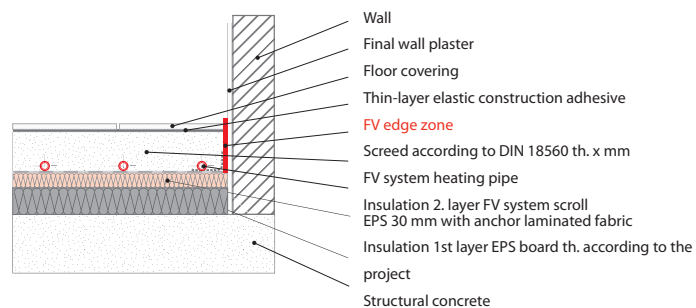 Wall
Final wall plaster
Floor covering
Thin-layer elastic construction adhesive
FV edge zone
Screed according to DIN 18560 th. x mm
FV system heating pipe
Insulation 2. layer FV system scroll
EPS 30 mm with anchor laminated fabric
Insulation 1st layer EPS board th. according to the
project
Structural concrete